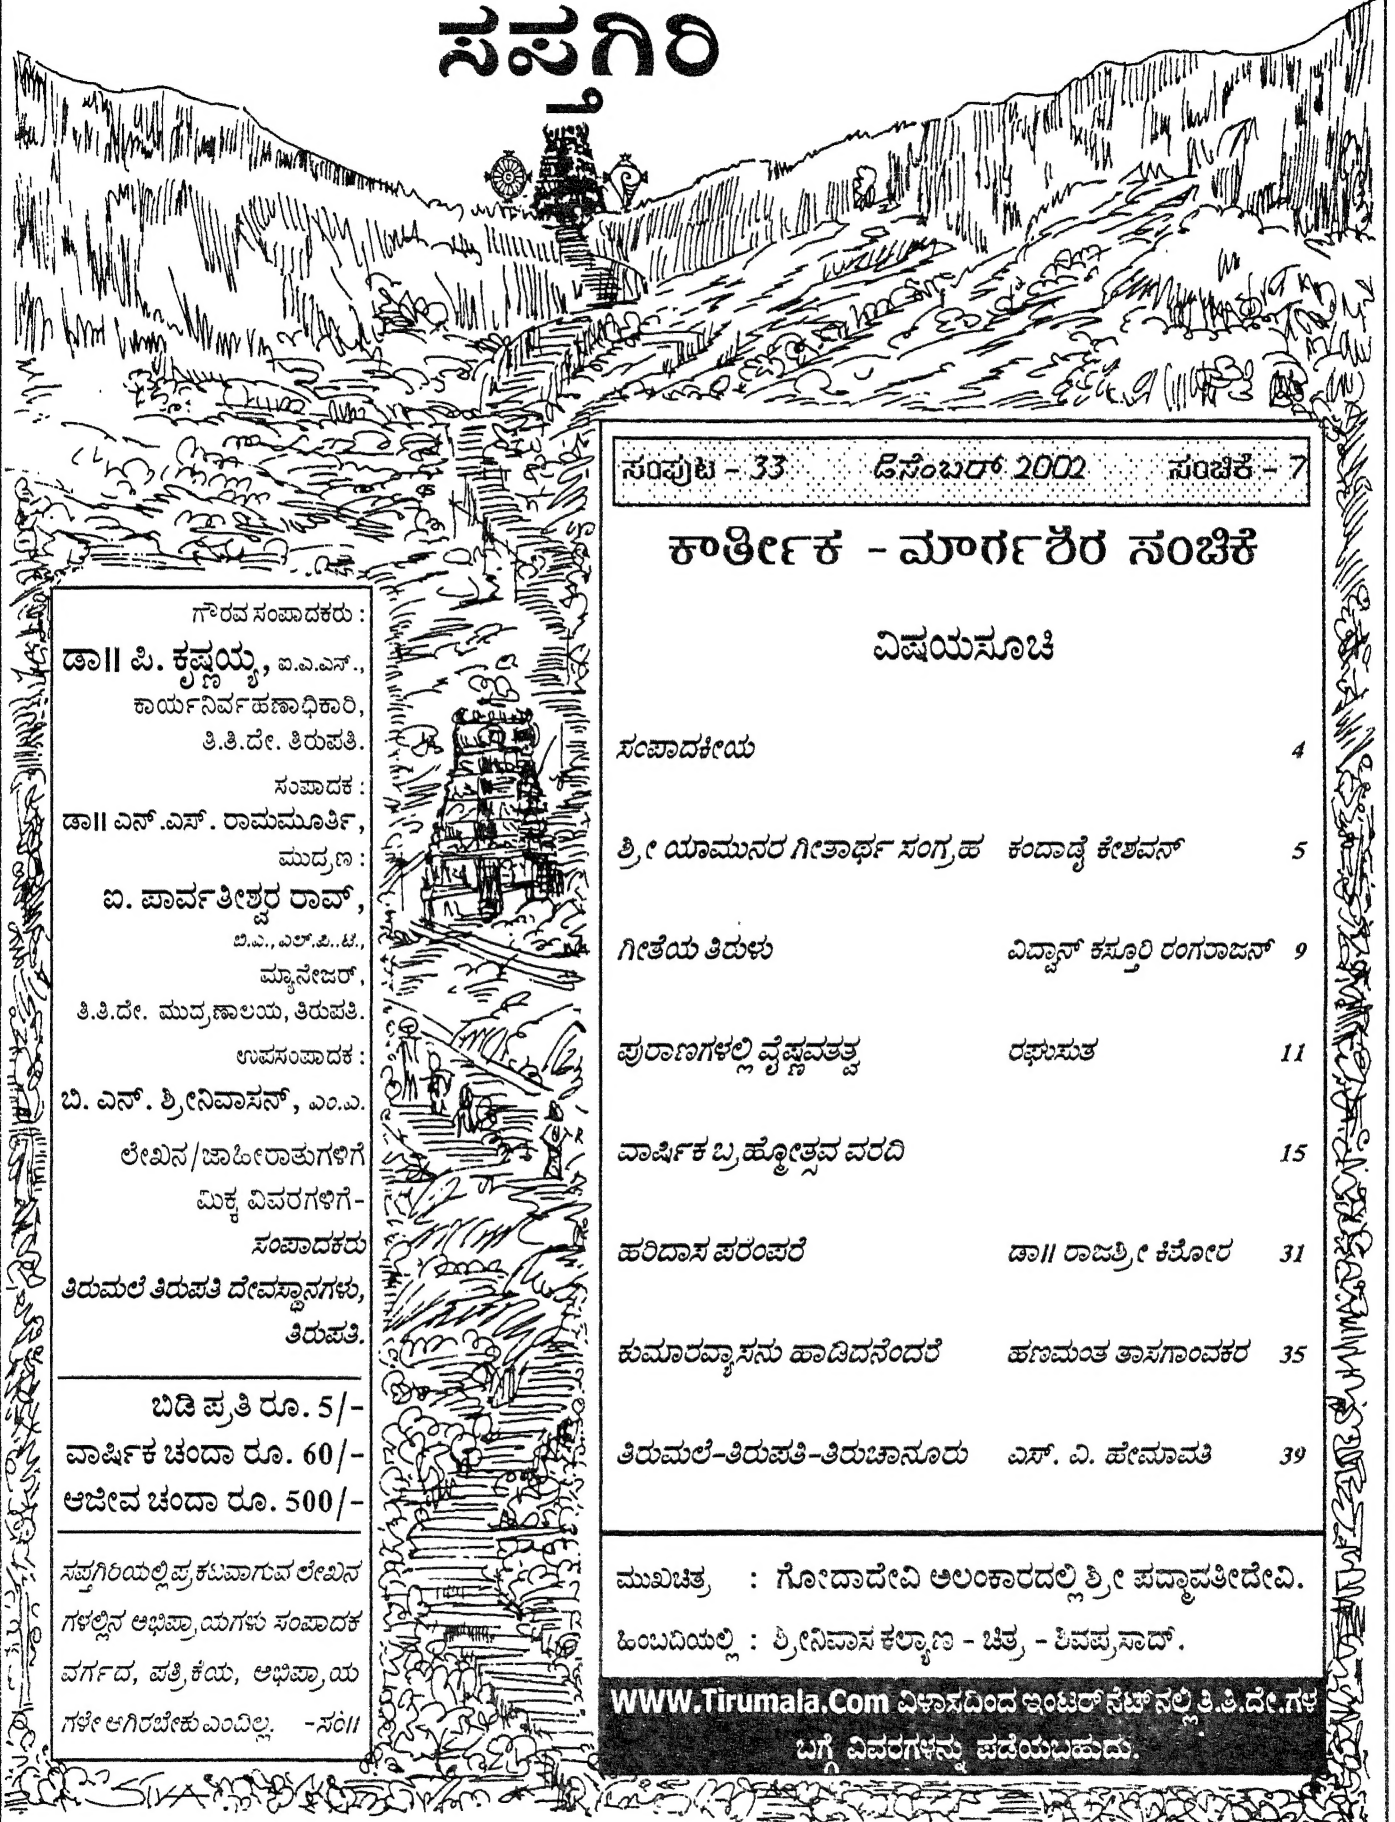 ಸಪ್ತಗಿರಿ
ಗೌರವ ಸಂಪಾದಕರು :
ಡಾ|| ಪಿ. ಕೃಷ್ಣಯ್ಯ, ಐ.ಎ.ಎಸ್.,
ಕಾರ್ಯನಿರ್ವಹಣಾಧಿಕಾರಿ,
ತಿ.ತಿ.ದೇ. ತಿರುಪತಿ.
ಸಂಪಾದಕ :
ಡಾ|| ಎನ್.ಎಸ್. ರಾಮಮೂರ್ತಿ,
ಮುದ್ರಣ :
ಐ. ಪಾರ್ವತೀಶ್ವರ ರಾವ್,
ಬಿ.ಎ., ಎಲ್.ಪಿ..ಟಿ.,
ಮ್ಯಾನೇಜರ್,
ತಿ.ತಿ.ದೇ. ಮುದ್ರಣಾಲಯ, ತಿರುಪತಿ.
ಉಪಸಂಪಾದಕ :
ಬಿ. ಎನ್. ಶ್ರೀನಿವಾಸನ್, ಎಂ.ಎ.
ಲೇಖನ/ಜಾಹೀರಾತುಗಳಿಗೆ
ಮಿಕ್ಕ ವಿವರಗಳಿಗೆ-
ಸಂಪಾದಕರು
ತಿರುಮಲೆ ತಿರುಪತಿ ದೇವಸ್ಥಾನಗಳು,
ತಿರುಪತಿ.
ಬಿಡಿ ಪ್ರತಿ ರೂ. 5/-
ವಾರ್ಷಿಕ ಚಂದಾ ರೂ. 60/-
ಆಜೀವ ಚಂದಾ ರೂ. 500/-
ಸಪ್ತಗಿರಿಯಲ್ಲಿ ಪ್ರಕಟವಾಗುವ ಲೇಖನ
ಗಳಲ್ಲಿನ ಅಭಿಪ್ರಾಯಗಳು ಸಂಪಾದಕ
ವರ್ಗದ, ಪತ್ರಿಕೆಯ, ಅಭಿಪ್ರಾಯ
ಗಳೇ ಆಗಿರಬೇಕು ಎಂದಿಲ್ಲ. -ಸಂ||
ಸಂಪುಟ - 33 ಡಿಸೆಂಬರ್ 2002 ಸಂಚಿಕೆ - 7
ಕಾರ್ತೀಕ - ಮಾರ್ಗಶಿರ ಸಂಚಿಕೆ
ವಿಷಯಸೂಚಿ
ಸಂಪಾದಕೀಯ 4
ಶ್ರೀ ಯಾಮುನರ ಗೀತಾರ್ಥ ಸಂಗ್ರಹ ಕಂದಾಡೈ ಕೇಶವನ್ 5
ಗೀತೆಯ ತಿರುಳು ವಿದ್ವಾನ್ ಕಸ್ತೂರಿ ರಂಗರಾಜನ್ 9
ಪುರಾಣಗಳಲ್ಲಿ ವೈಷ್ಣವತತ್ವ ರಘುಸುತ 11
ವಾರ್ಷಿಕ ಬ್ರಹ್ಮೋತ್ಸವ ವರದಿ 15
ಹರಿದಾಸ ಪರಂಪರೆ ಡಾ|| ರಾಜಶ್ರೀ ಕಿಶೋರ 31
ಕುಮಾರವ್ಯಾಸನು ಹಾಡಿದನೆಂದರೆ ಹಣಮಂತ ತಾಸಗಾಂವಕರ 35
ತಿರುಮಲೆ-ತಿರುಪತಿ-ತಿರುಚಾನೂರು ಎಸ್. ವಿ. ಹೇಮಾವತಿ 39
ಮುಖಚಿತ್ರ : ಗೋದಾದೇವಿ ಅಲಂಕಾರದಲ್ಲಿ ಶ್ರೀ ಪದ್ಮಾವತೀದೇವಿ.
ಹಿಂಬದಿಯಲ್ಲಿ : ಶ್ರೀನಿವಾಸ ಕಲ್ಯಾಣ - ಚಿತ್ರ - ಶಿವಪ್ರಸಾದ್.
WWW.Tirumala.Com ವಿಳಾಸದಿಂದ ಇಂಟರ್‌ನೆಟ್‌ನಲ್ಲಿ ತಿ.ತಿ.ದೇ.ಗಳ
ಬಗ್ಗೆ ವಿವರಗಳನ್ನು ಪಡೆಯಬಹುದು.